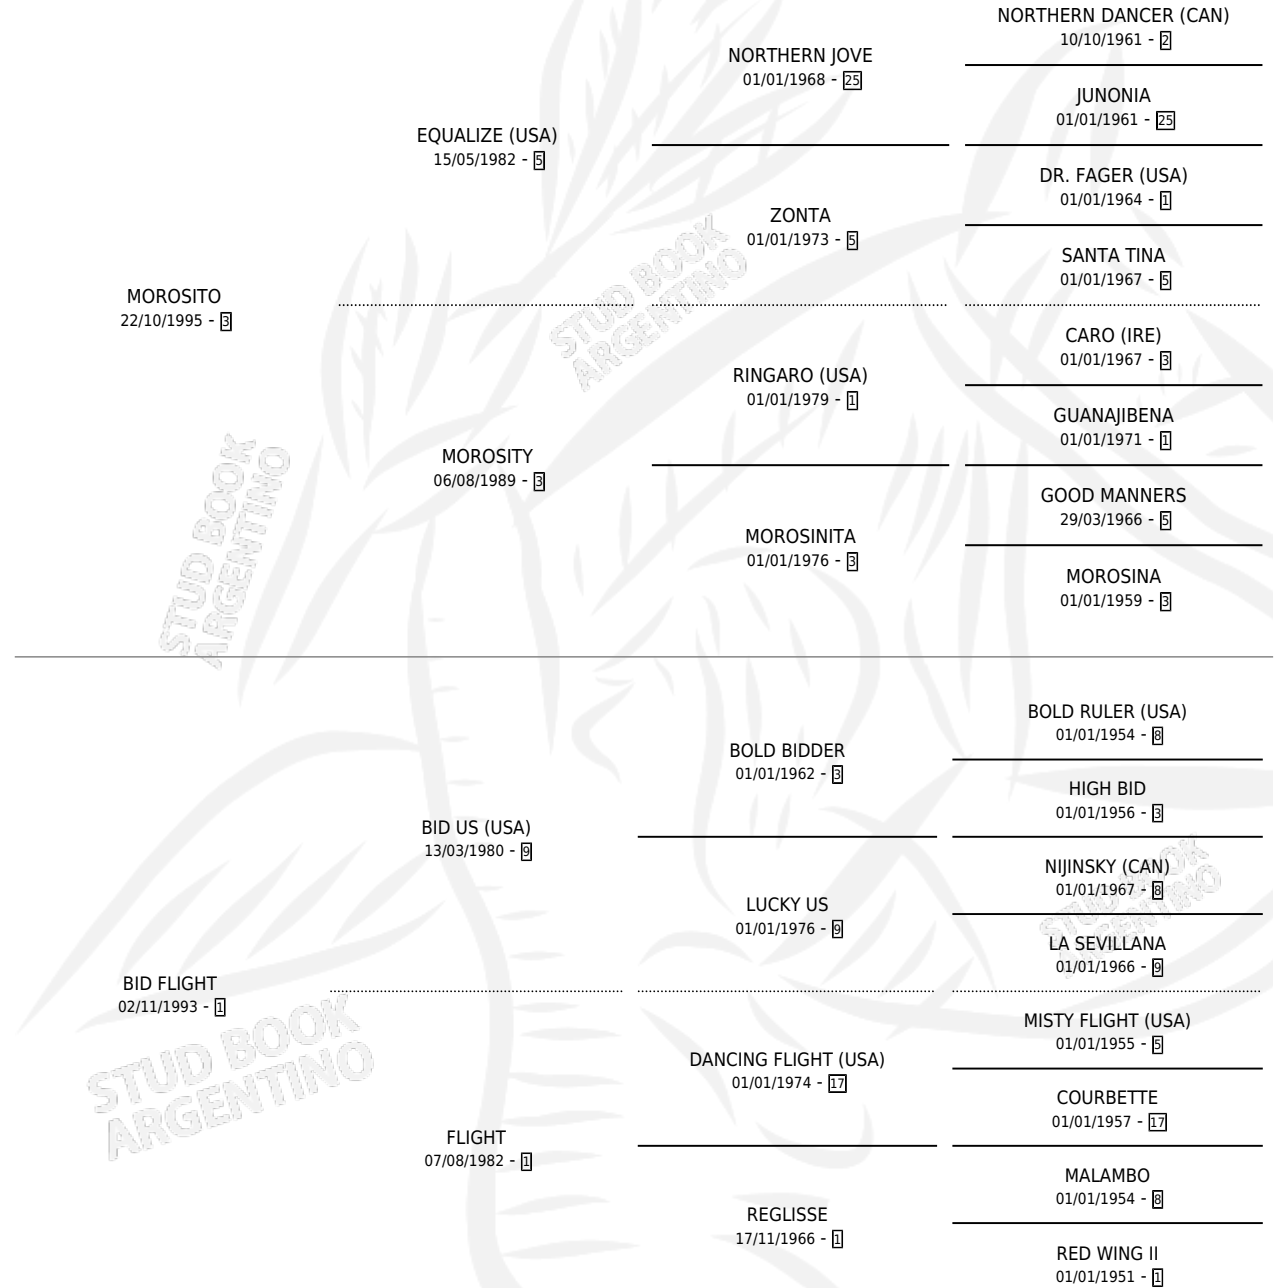 NORTHERN DANCER (CAN)
10/10/1961 - 2
NORTHERN JOVE
01/01/1968 - 25
JUNONIA
01/01/1961 - 25
EQUALIZE (USA)
15/05/1982 - 5
DR. FAGER (USA)
01/01/1964 - 1
ZONTA
01/01/1973 - 5
SANTA TINA
01/01/1967 - 5
MOROSITO
22/10/1995 - 3
CARO (IRE)
01/01/1967 - 3
RINGARO (USA)
01/01/1979 - 1
GUANAJIBENA
01/01/1971 - 1
MOROSITY
06/08/1989 - 3
GOOD MANNERS
29/03/1966 - 5
MOROSINITA
01/01/1976 - 3
MOROSINA
01/01/1959 - 3
STUD BOOK
ARGENTINO
STUD BOOK
ARGENTINO
BOLD RULER (USA)
01/01/1954 - 8
BOLD BIDDER
01/01/1962 - 3
HIGH BID
01/01/1956 - 3
BID US (USA)
13/03/1980 - 9
NIJINSKY (CAN)
01/01/1967 - 8
LUCKY US
01/01/1976 - 9
LA SEVILLANA
01/01/1966 - 9
BID FLIGHT
02/11/1993 - 1
MISTY FLIGHT (USA)
01/01/1955 - 5
DANCING FLIGHT (USA)
01/01/1974 - 17
COURBETTE
01/01/1957 - 17
FLIGHT
07/08/1982 - 1
MALAMBO
01/01/1954 - 8
REGLISSE
17/11/1966 - 1
RED WING II
01/01/1951 - 1
STUD BOOK
ARGENTINO
STUD BOOK
ARGENTINO